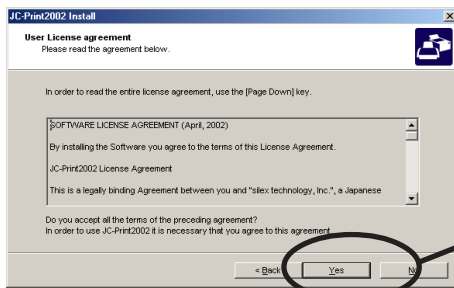 JC-Print2002 Install
User License agreement
Please read the agreement below.
In order to read the entire license agreement, use the [Page Down] key.
SOFTWARE LICENSE AGREEMENT (April, 2002)
By installing the Software you agree to the terms of this License Agreement.
JC-Print2002 License Agreement
This is a legally binding Agreement between you and "silex technology, Inc.", a Japanese
Do you accept all the terms of the preceding agreement?
In order to use JC-Print2002 it is necessary that you agree to this agreement
< Back
Yes
No